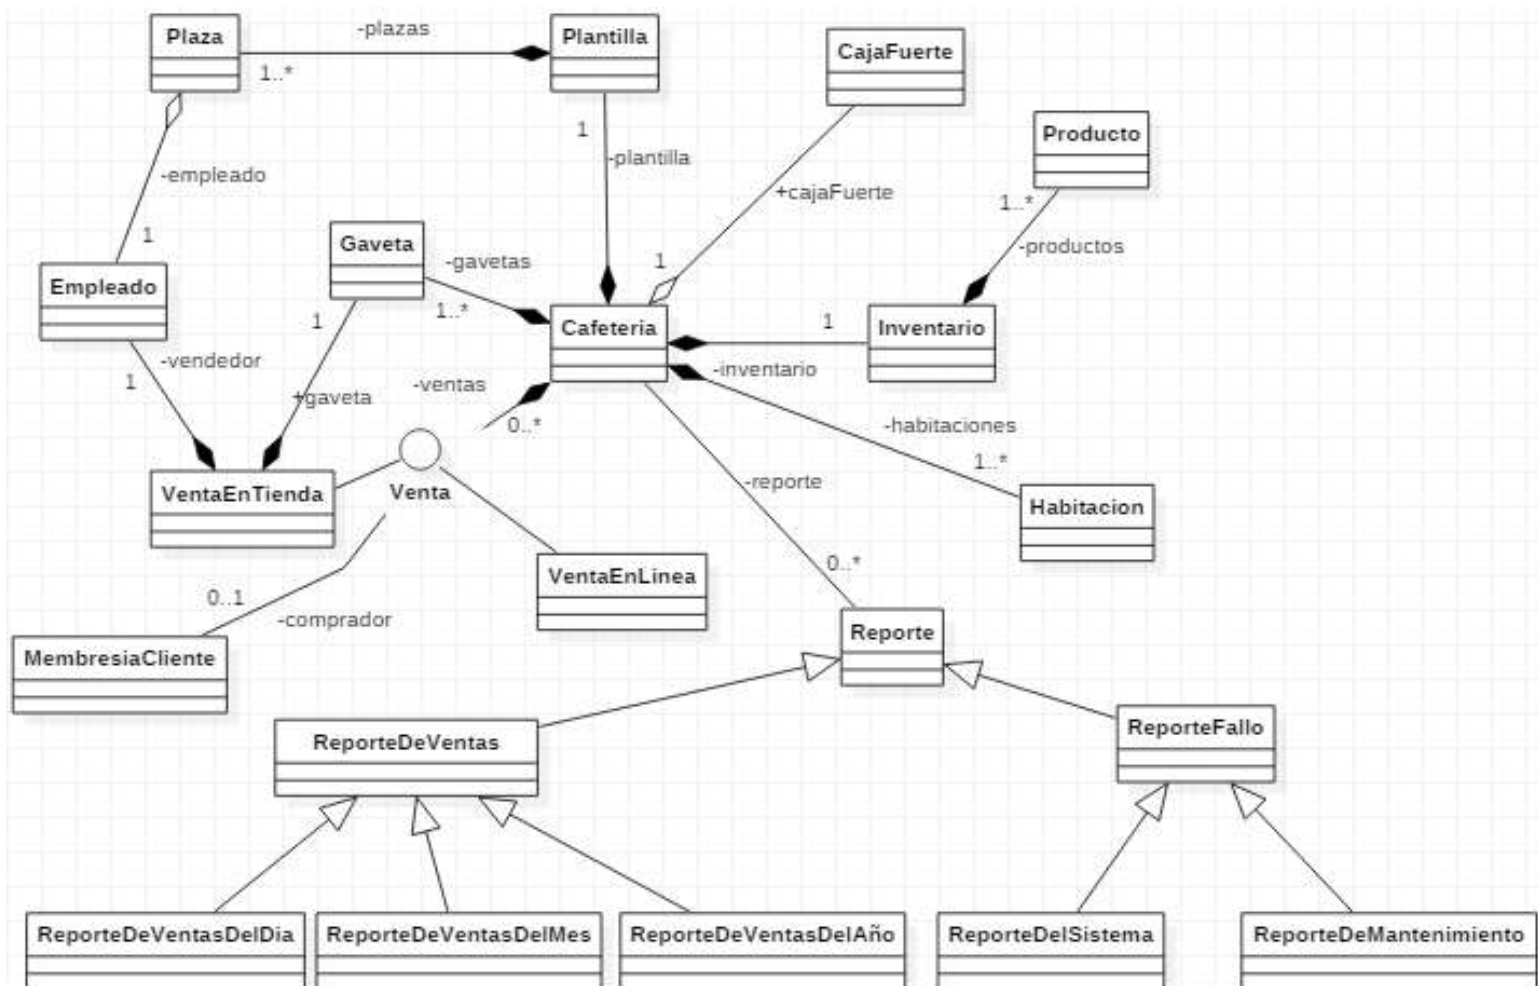 Plaza
-plazas
1..*
Plantilla
CajaFuerte
Producto
1
-plantilla
-empleado
1
+cajaFuerte
1
1..*
-productos
Empleado
Gaveta
-gavetas
1..*
Cafeteria
1
Inventario
-inventario
1
-vendedor
1
+gaveta
-ventas
0..*
-habitaciones
1..*
Habitacion
VentaEnTienda
Venta
-reporte
0..*
VentaEnLinea
0..1
-comprador
MembresiaCliente
Reporte
ReporteDeVentas
ReporteFallo
ReporteDeVentasDelDia
ReporteDeVentasDelMes
ReporteDeVentasDelAño
ReporteDelSistema
ReporteDeMantenimiento